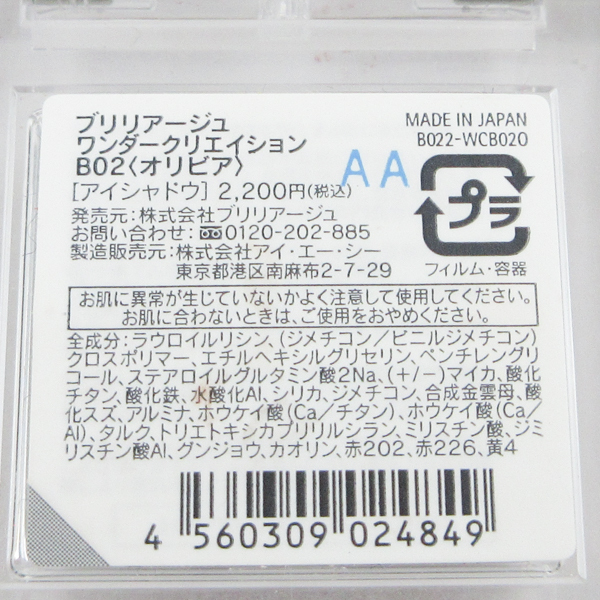 ブリリアージュ
ワンダークリエイション
B02〈オリビア〉
AA
[アイシャドウ] 2,200円(税込)
発売元：株式会社ブリリアージュ
お問い合わせ：0120-202-885
製造販売元：株式会社アイ・エー・シー
東京都港区南麻布2-7-29
MADE IN JAPAN
B022-WCB020
プラ
フィルム・容器
お肌に異常が生じていないかよく注意して使用してください。
お肌に合わないときは、ご使用をおやめください。
全成分：ラウロイルリシン、(ジメチコン/ビニルジメチコン)
クロスポリマー、エチルヘキシルグリセリン、ペンチレングリ
コール、ステアロイルグルタミン酸2Na、(+/−)マイカ、酸化
チタン、酸化鉄、水酸化Al、シリカ、ジメチコン、合成金雲母、酸
化スズ、アルミナ、ホウケイ酸(Ca/チタン)、ホウケイ酸(Ca/
Al)、タルク、トリエトキシカプリリルシラン、ミリスチン酸、ジミ
リスチン酸Al、グンジョウ、カオリン、赤202、赤226、黄4
4 560309 024849